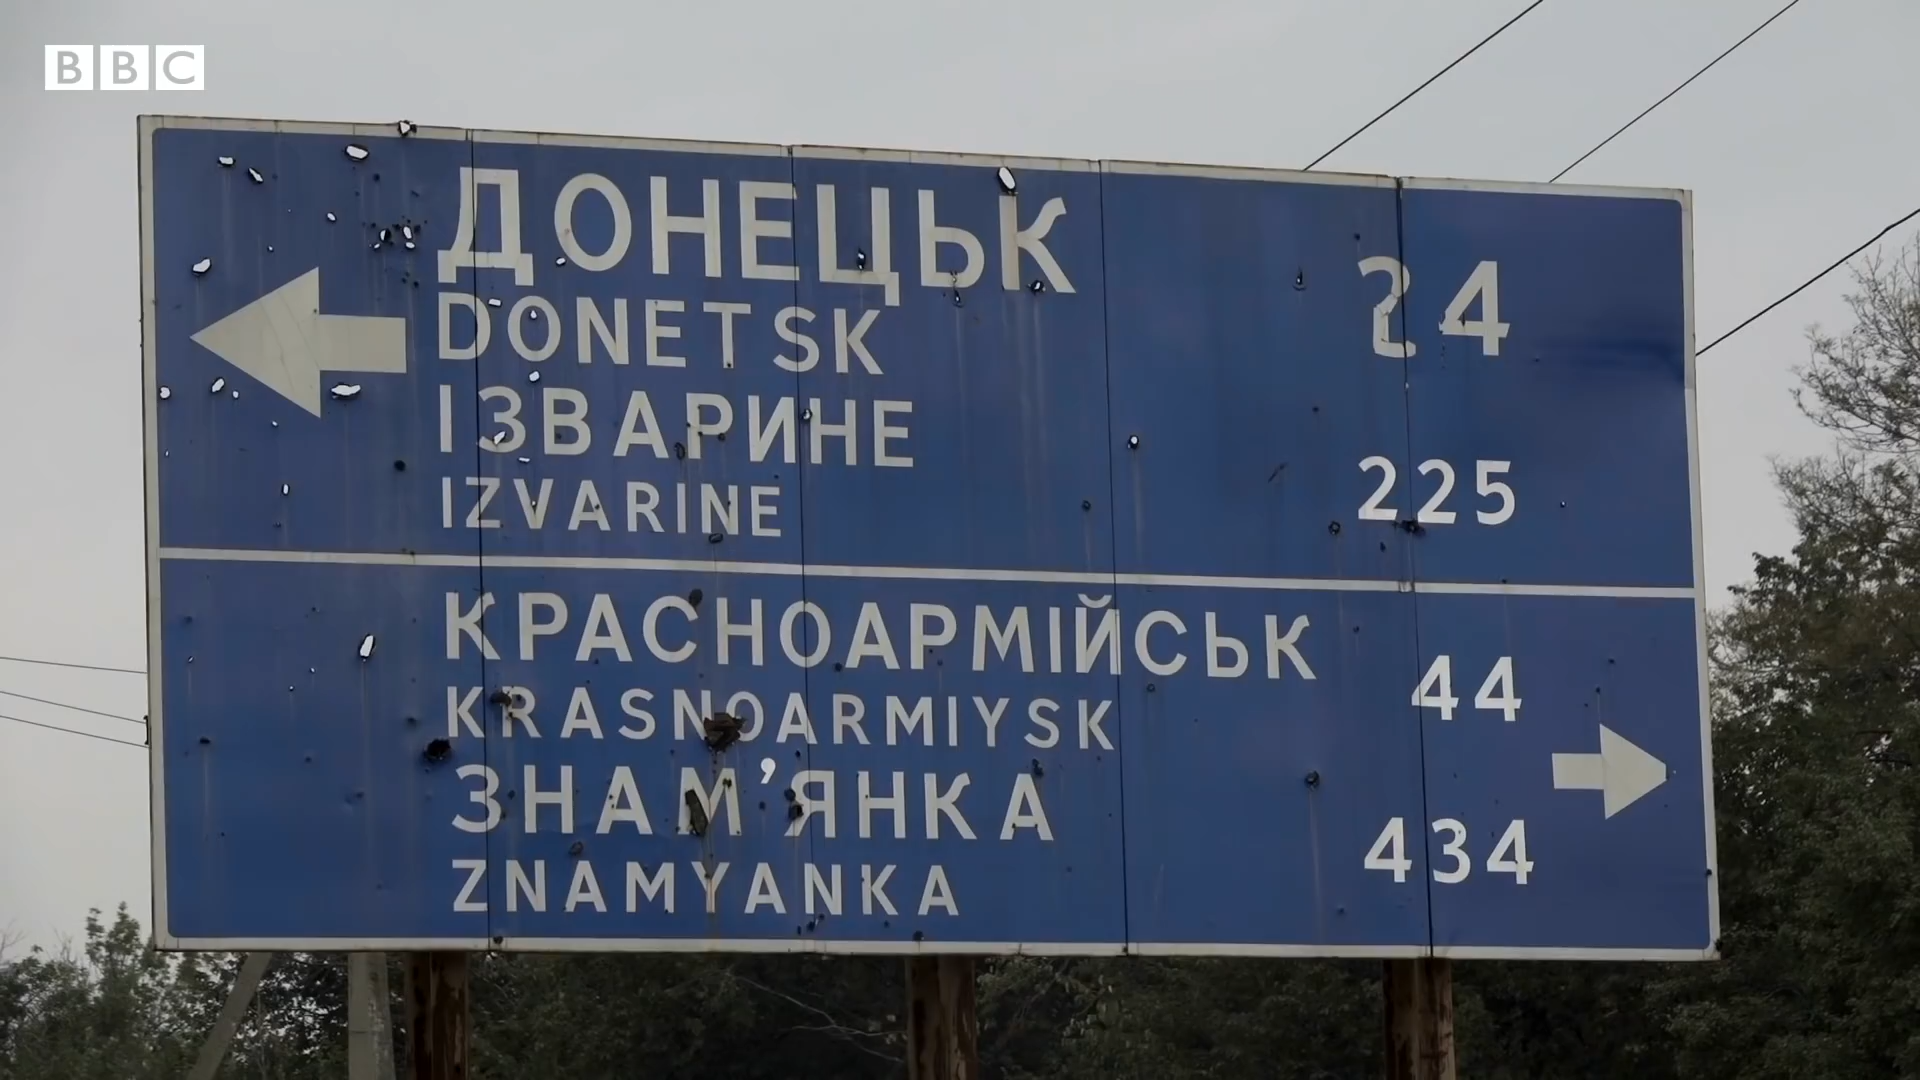 BBC
ДОНЕЦЬК 24
DONETSK
ІЗВАРИНЕ 225
IZVARINE
КРАСНОАРМІЙСЬК 44
KRASNOARMIYSK
ЗНАМ’ЯНКА 434
ZNAMYANKA